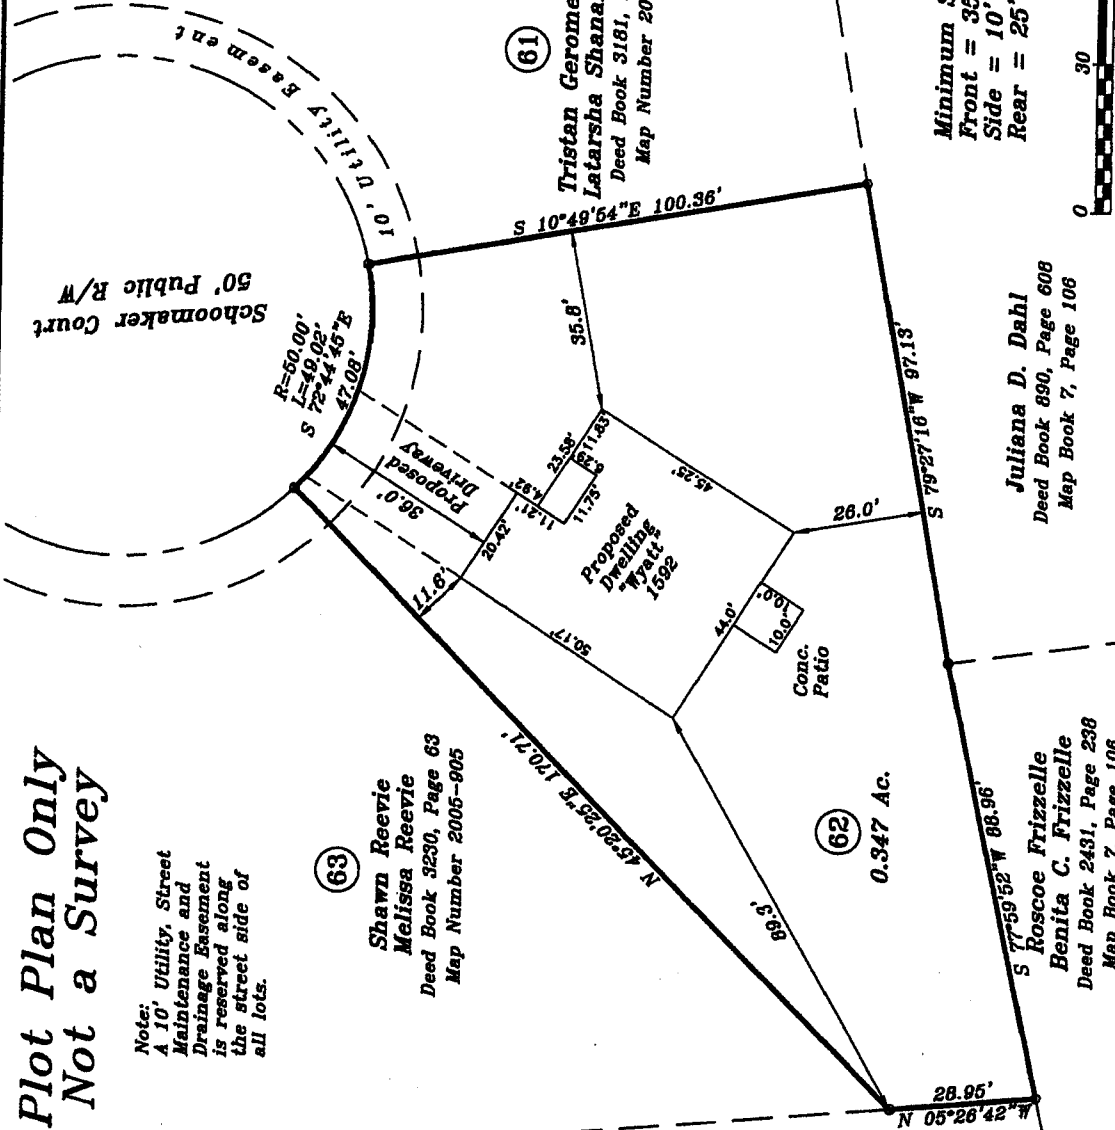 Plot Plan Only
Not a Survey
Note:
A 10' Utility, Street
Maintenance and
Drainage Easement
is reserved along
the street side of
all lots.
10' Utility Easement
Schoomaker Court
50' Public R/W
R=50.00'
L=49.02'
S 72°44'45"E
47.08'
61
Tristan Gerome
Latarsha Shana
Deed Book 3181,
Map Number 20
S 10°49'54"E 100.36'
Minimum S
Front = 35
Side = 10'
Rear = 25'
0
30
63
Shawn Reevie
Melissa Reevie
Deed Book 3230, Page 63
Map Number 2005-905
N 45°20'25"E 170.71'
Proposed
Driveway
36.0'
11.6'
20.42'
11.21'
4.92'
23.58'
11.83'
6.29'
11.75'
35.8'
45.25'
50.17'
Proposed
Dwelling
"Wyatt"
1592
44.0'
10.0'
10.0'
Conc.
Patio
26.0'
89.3'
62
0.347 Ac.
S 79°27'16"W 97.13'
Juliana D. Dahl
Deed Book 890, Page 608
Map Book 7, Page 106
S 77°59'52"W 88.96'
Roscoe Frizzelle
Benita C. Frizzelle
Deed Book 2431, Page 238
Map Book 7, Page 106
28.95'
N 05°26'42"W